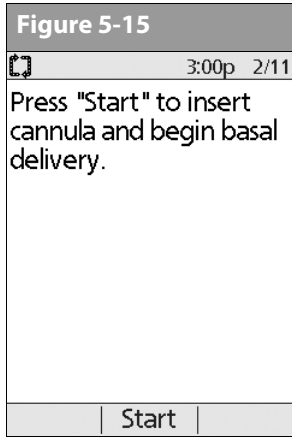 Figure 5-15
3:00p 2/11
Press "Start" to insert
cannula and begin basal
delivery.
Start